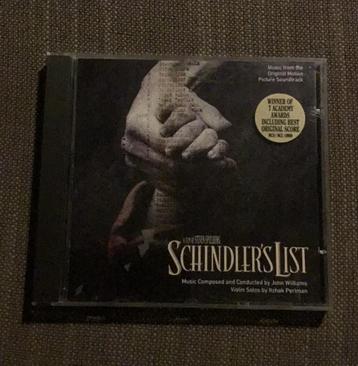 Music from the
Original Motion
Picture Soundtrack
WINNER OF
7 ACADEMY
AWARDS
INCLUDING BEST
ORIGINAL SCORE
A FILM BY STEVEN SPIELBERG
SCHINDLER'S LIST
Music Composed and Conducted by John Williams
Violin Solos by Itzhak Perlman